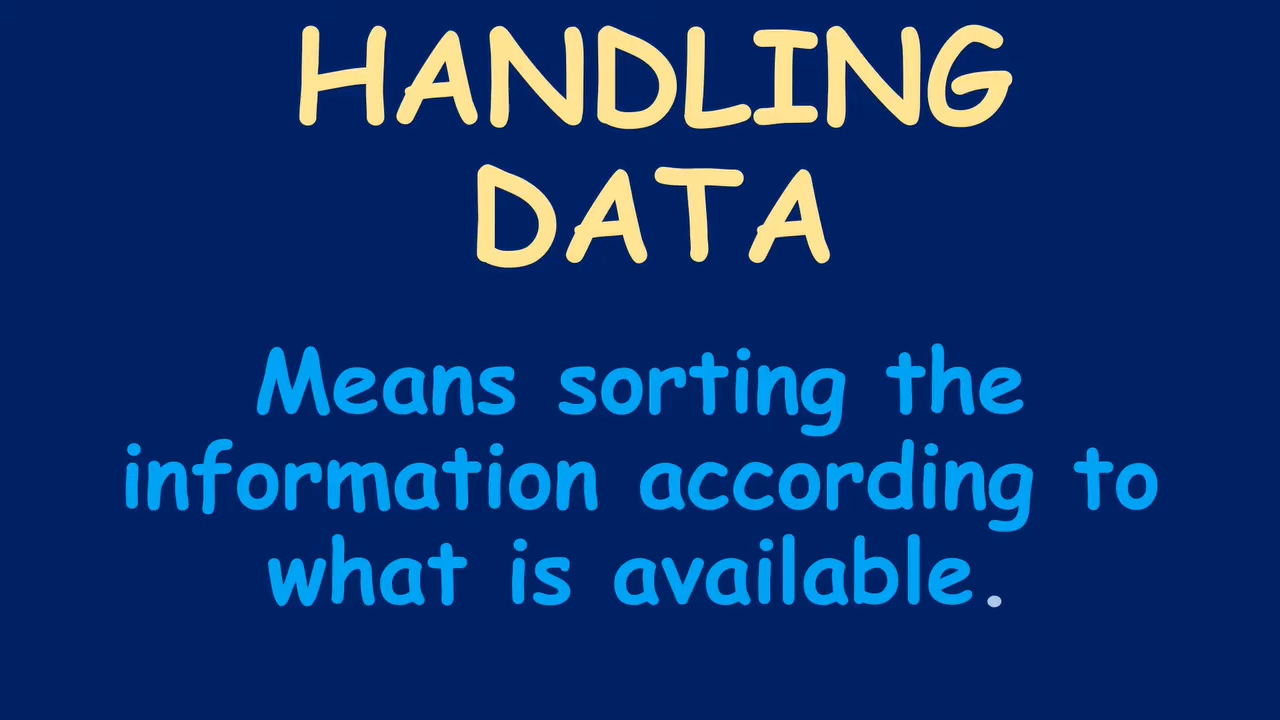 HANDLING
DATA
Means sorting the
information according to
what is available.